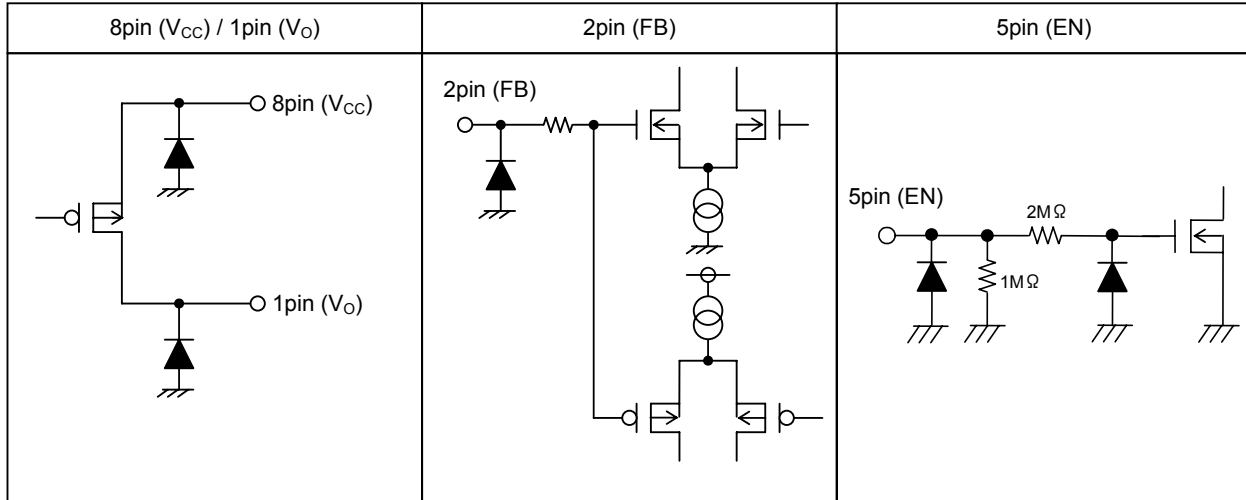 8pin (VCC) / 1pin (VO)
2pin (FB)
5pin (EN)
8pin (VCC)
1pin (VO)
2pin (FB)
5pin (EN)
2MΩ
1MΩ